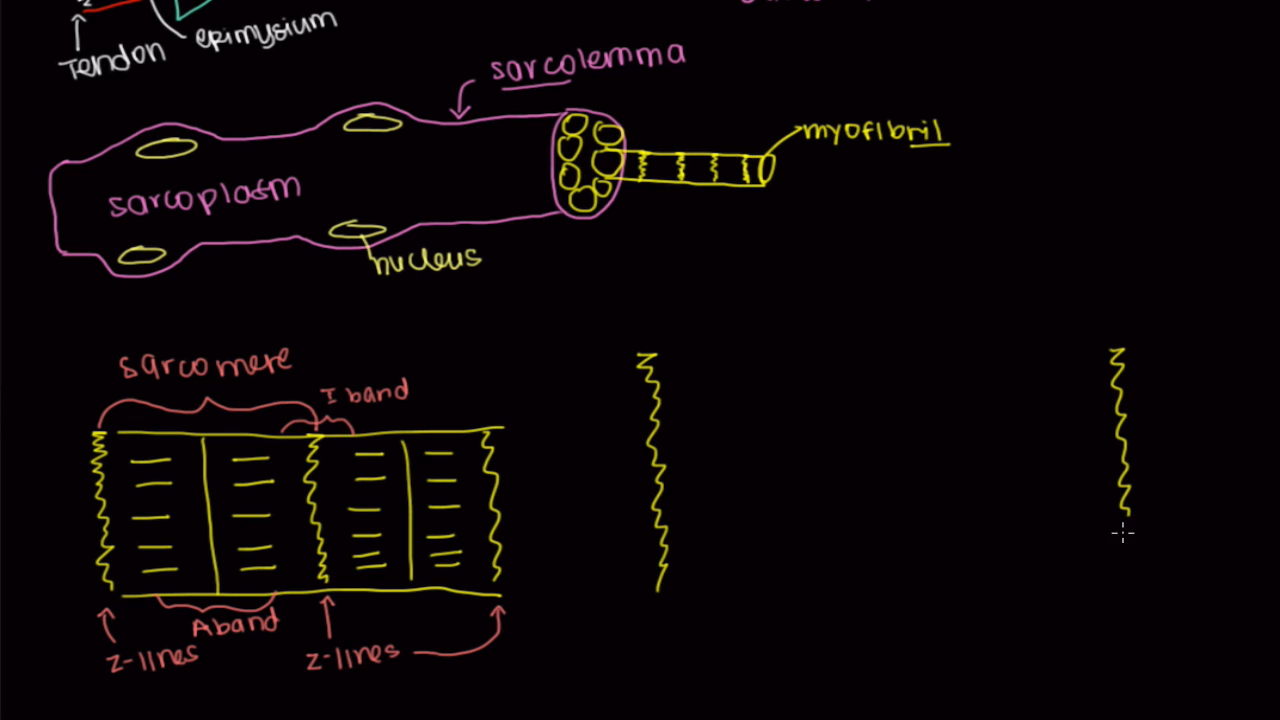 Tendon
epimysium
sarcolemma
myofibril
sarcoplasm
nucleus
sarcomere
I band
A band
z-lines
z-lines